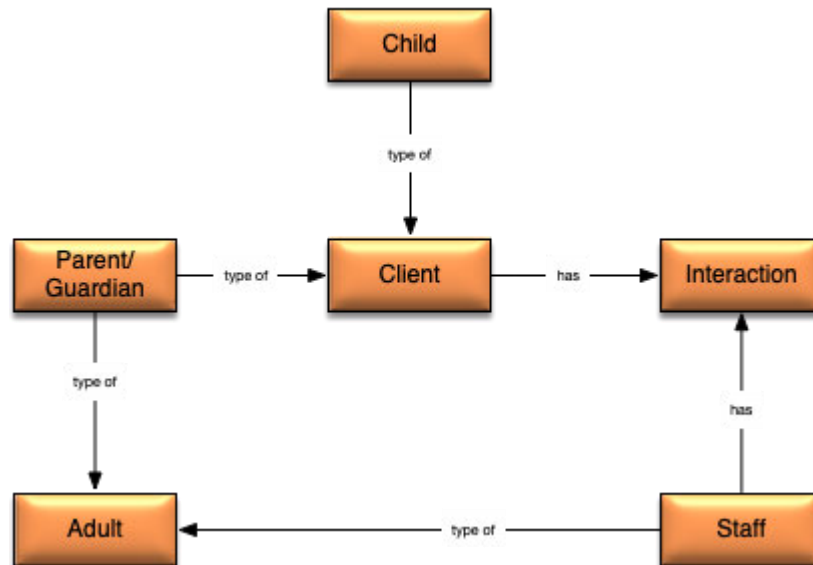 Child
type of
Parent/
Guardian
type of
Client
has
Interaction
type of
has
Adult
type of
Staff